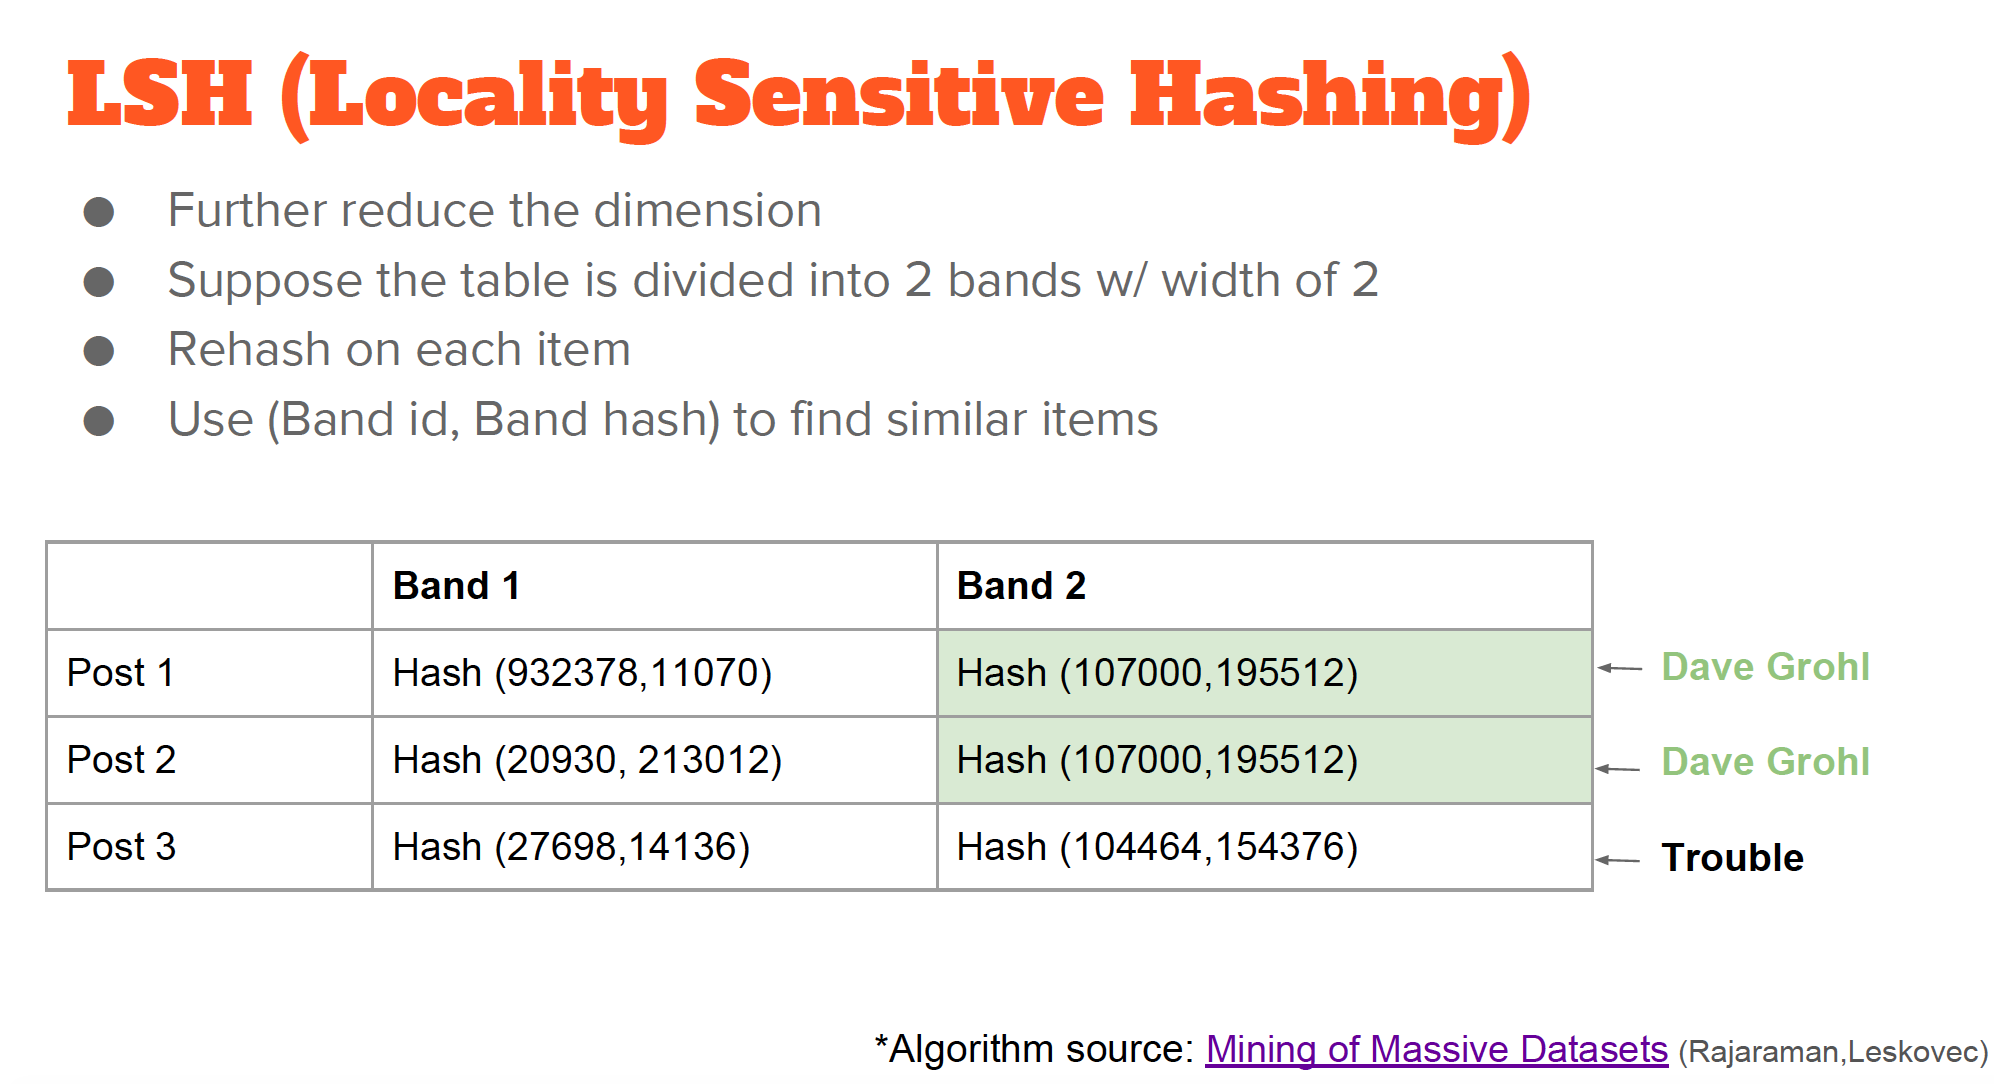 LSH (Locality Sensitive Hashing)
● Further reduce the dimension
● Suppose the table is divided into 2 bands w/ width of 2
● Rehash on each item
● Use (Band id, Band hash) to find similar items
Band 1 Band 2
Post 1 Hash (932378,11070) Hash (107000,195512) Dave Grohl
Post 2 Hash (20930, 213012) Hash (107000,195512) Dave Grohl
Post 3 Hash (27698,14136) Hash (104464,154376) Trouble
*Algorithm source: Mining of Massive Datasets (Rajaraman,Leskovec)